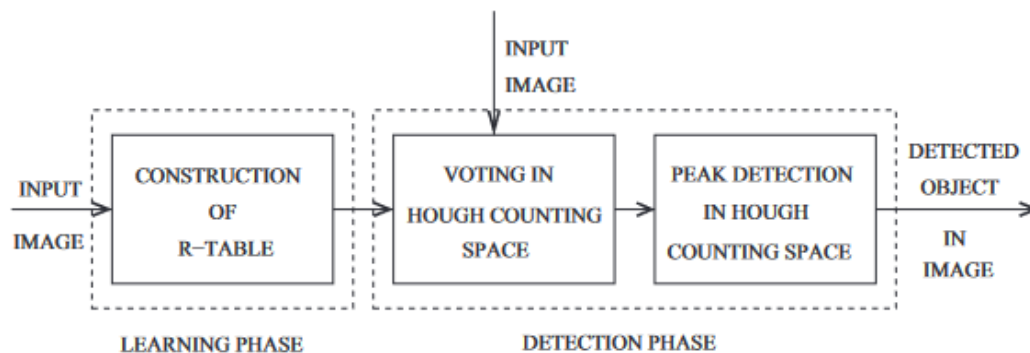 INPUT
IMAGE
INPUT
IMAGE
CONSTRUCTION
OF
R-TABLE
VOTING IN
HOUGH COUNTING
SPACE
PEAK DETECTION
IN HOUGH
COUNTING SPACE
DETECTED
OBJECT
IN
IMAGE
LEARNING PHASE
DETECTION PHASE